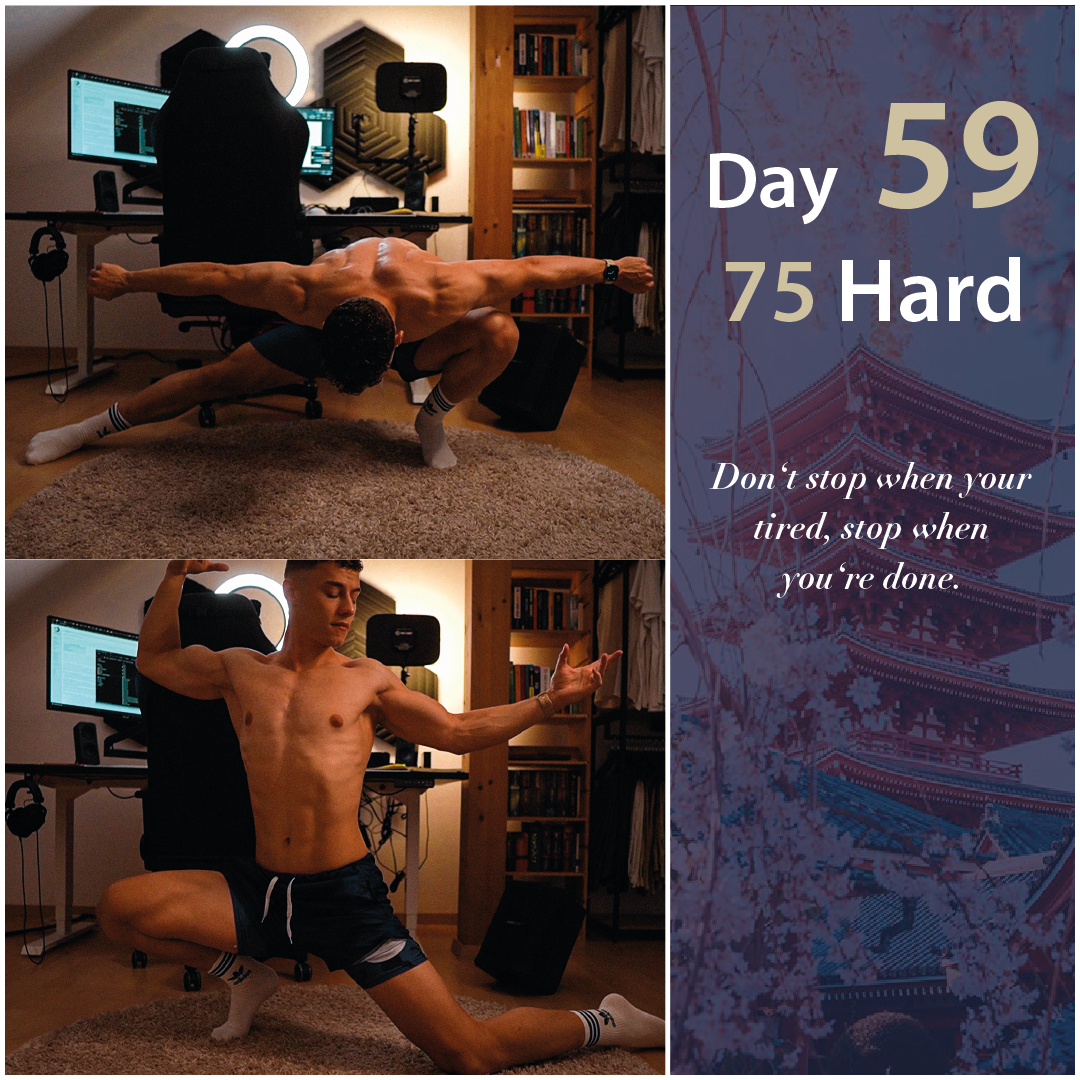 Day 59
75 Hard
Don‘t stop when your
tired, stop when
you‘re done.